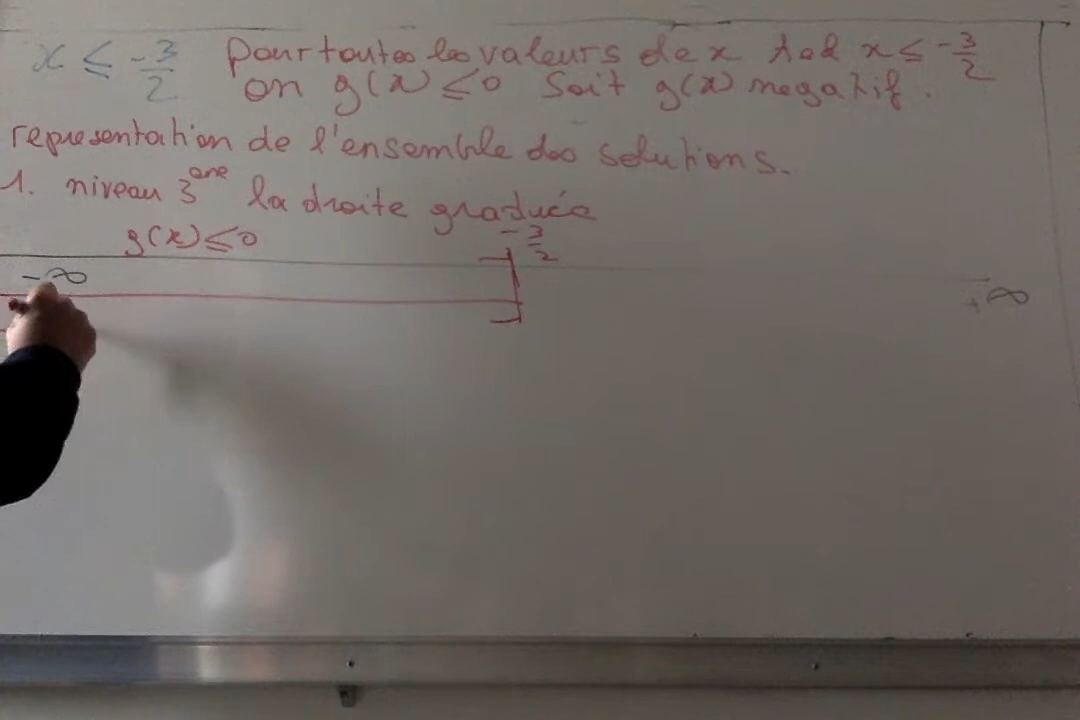 x ≤ -3/2 Pour toutes les valeurs de x tel x ≤ -3/2
on g(x) ≤ 0 Soit g(x) negatif.
representation de l'ensemble des solutions.
1. niveau 3eme la droite graduée
g(x) ≤ 0 -3/2
-∞ ] +∞